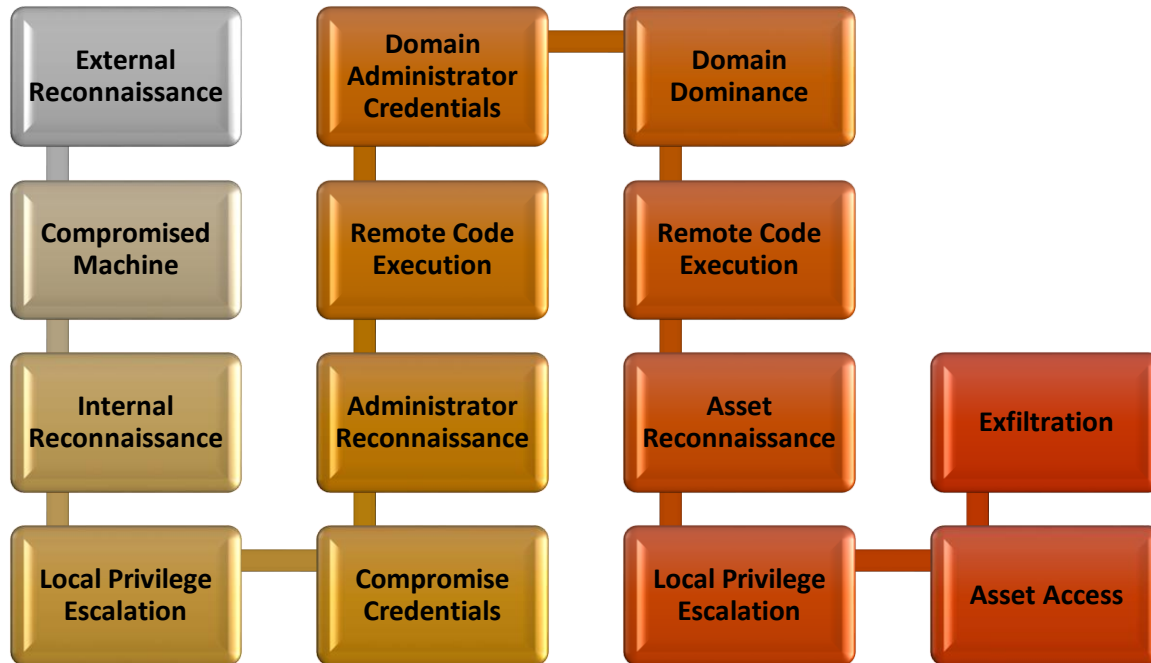 External
Reconnaissance
Compromised
Machine
Internal
Reconnaissance
Local Privilege
Escalation
Compromise
Credentials
Administrator
Reconnaissance
Remote Code
Execution
Domain
Administrator
Credentials
Domain
Dominance
Remote Code
Execution
Asset
Reconnaissance
Local Privilege
Escalation
Asset Access
Exfiltration